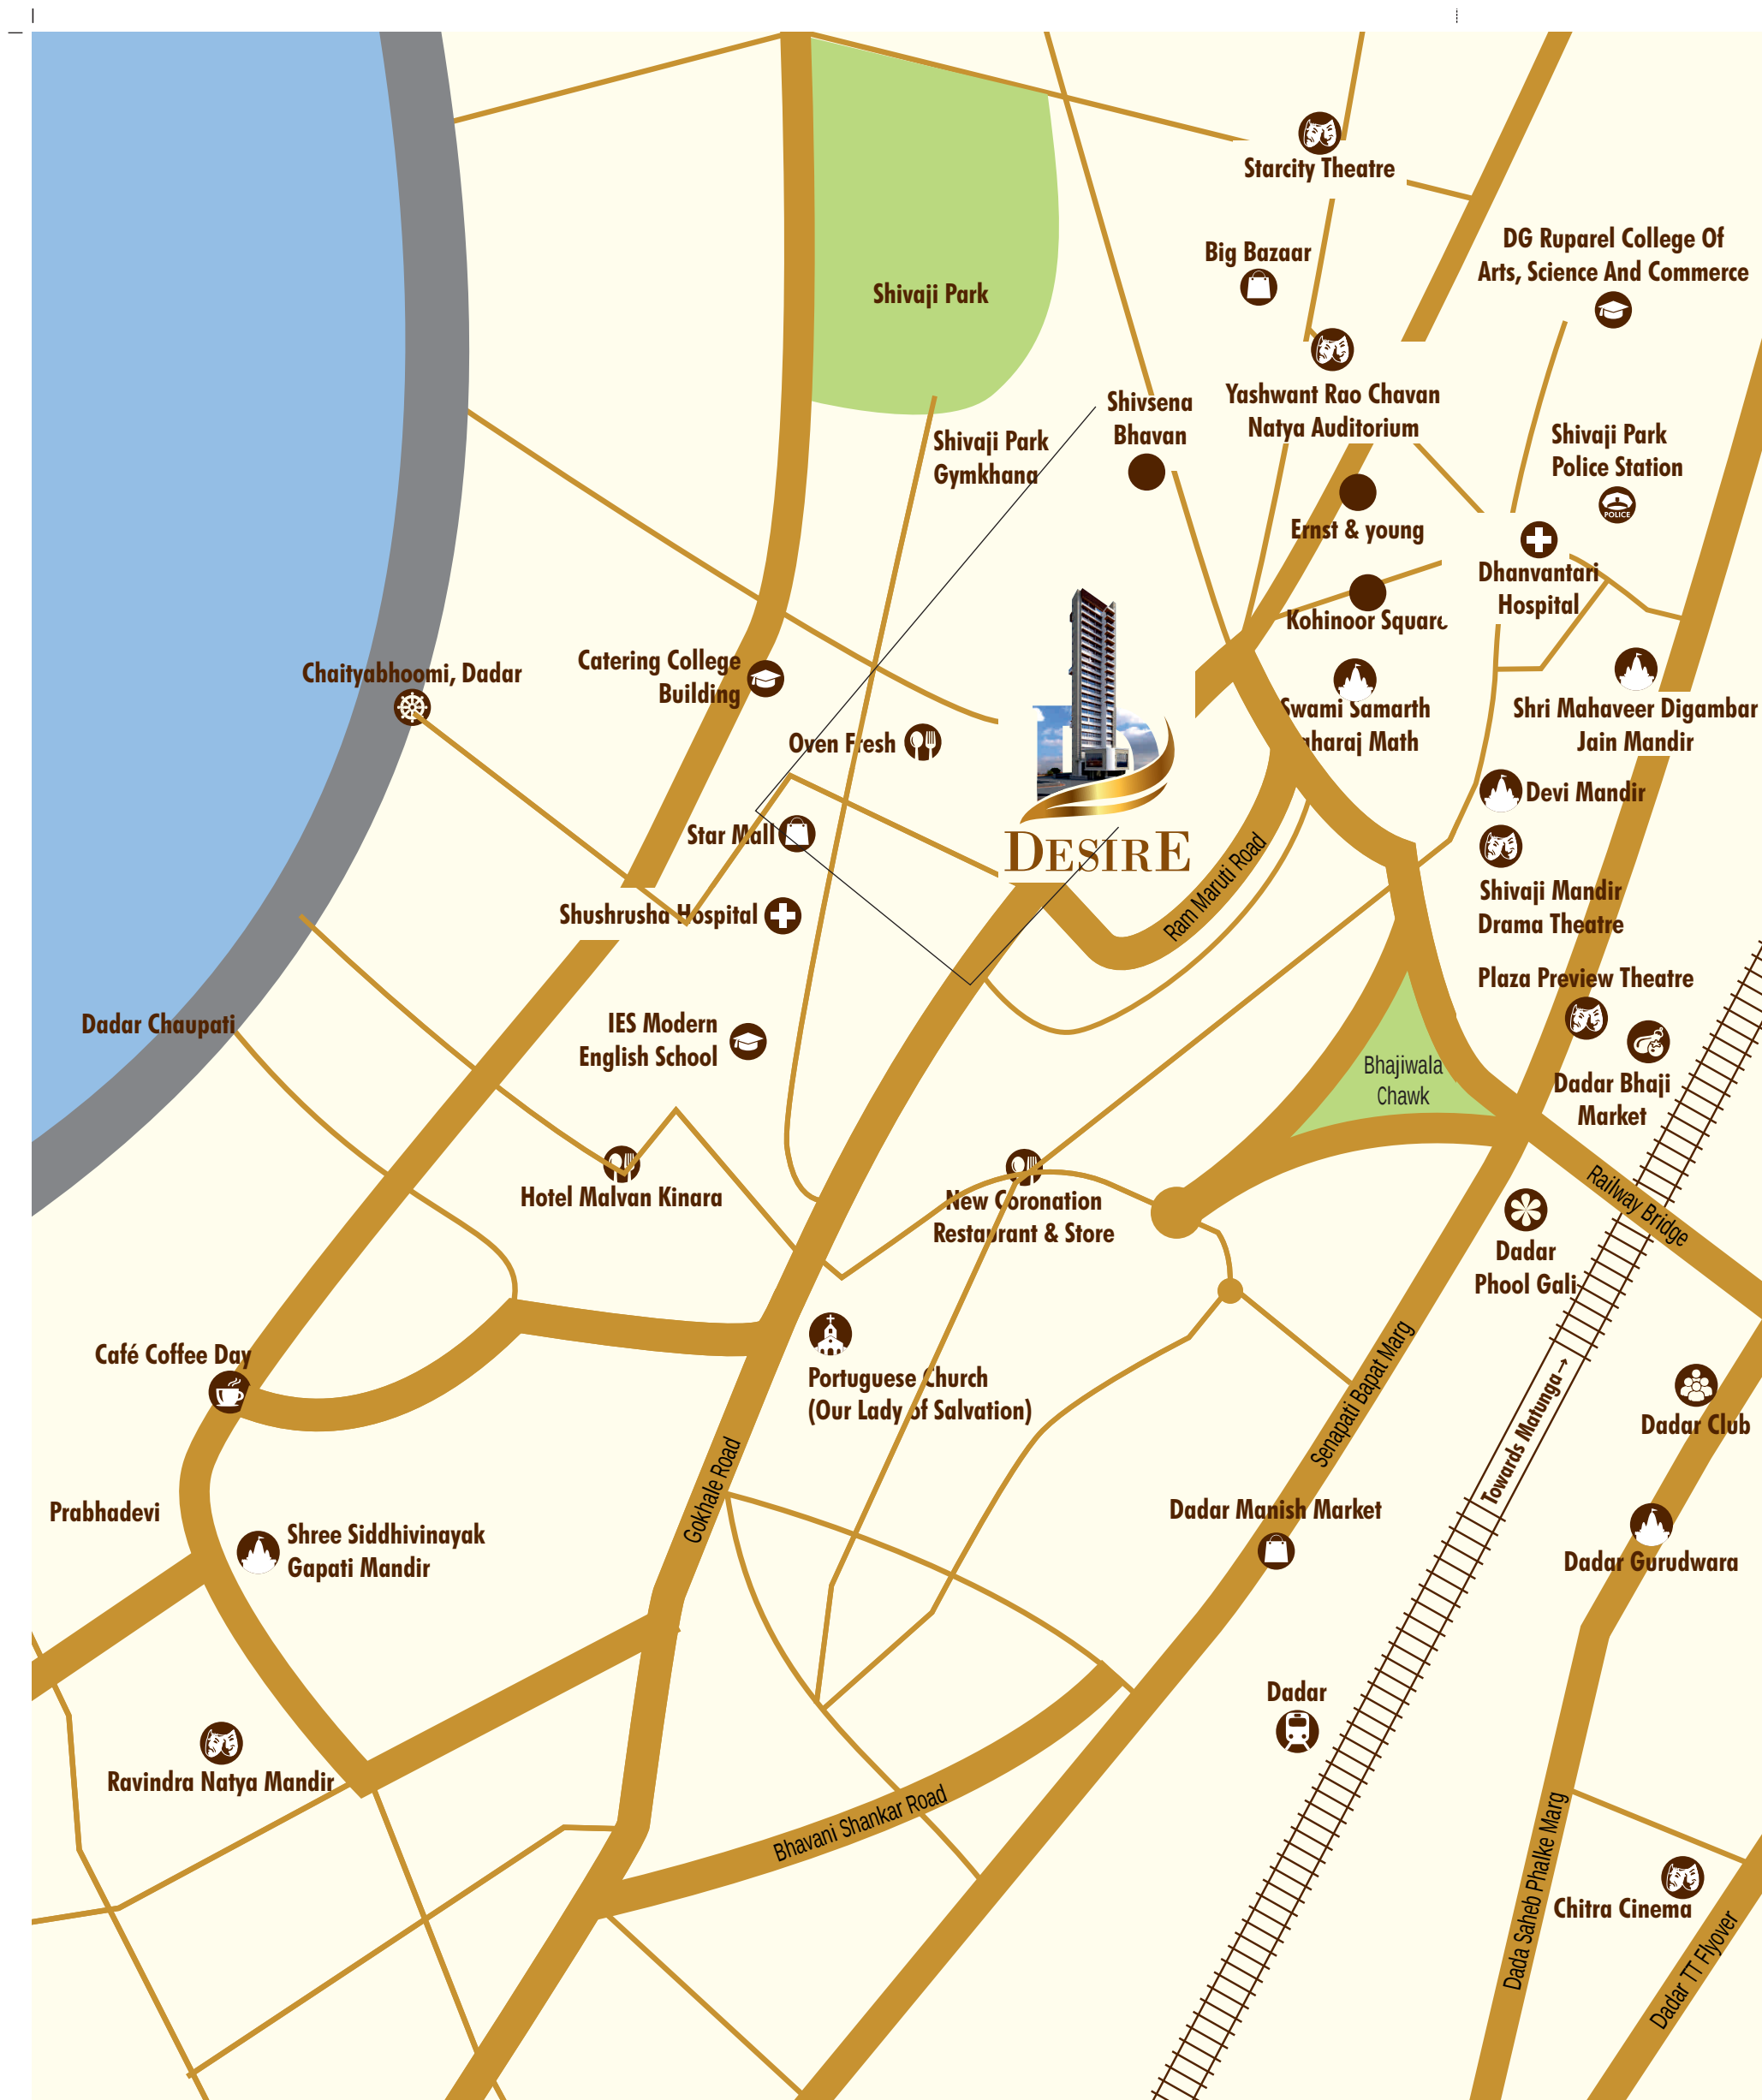 Starcity Theatre
Big Bazaar
DG Ruparel College Of
Arts, Science And Commerce
Shivaji Park
Yashwant Rao Chavan
Natya Auditorium
Shivsena
Bhavan
Shivaji Park
Gymkhana
Shivaji Park
Police Station
POLICE
Ernst & young
Dhanvantari
Hospital
Kohinoor Square
Chaityabhoomi, Dadar
Catering College
Building
Swami Samarth
aharaj Math
Shri Mahaveer Digambar
Jain Mandir
Oven Fresh
Devi Mandir
Star Mall
DESIRE
Ram Maruti Road
Shivaji Mandir
Drama Theatre
Shushrusha Hospital
Plaza Preview Theatre
Dadar Chaupati
IES Modern
English School
Bhajiwala
Chawk
Dadar Bhaji
Market
Hotel Malvan Kinara
New Coronation
Restaurant & Store
Railway Bridge
Dadar
Phool Gali
Café Coffee Day
Portuguese Church
(Our Lady of Salvation)
Senapati Bapat Marg
Towards Matunga
Dadar Club
Gokhale Road
Prabhadevi
Shree Siddhivinayak
Gapati Mandir
Dadar Manish Market
Dadar Gurudwara
Dadar
Ravindra Natya Mandir
Bhavani Shankar Road
Dada Saheb Phalke Marg
Chitra Cinema
Dadar TT Flyover